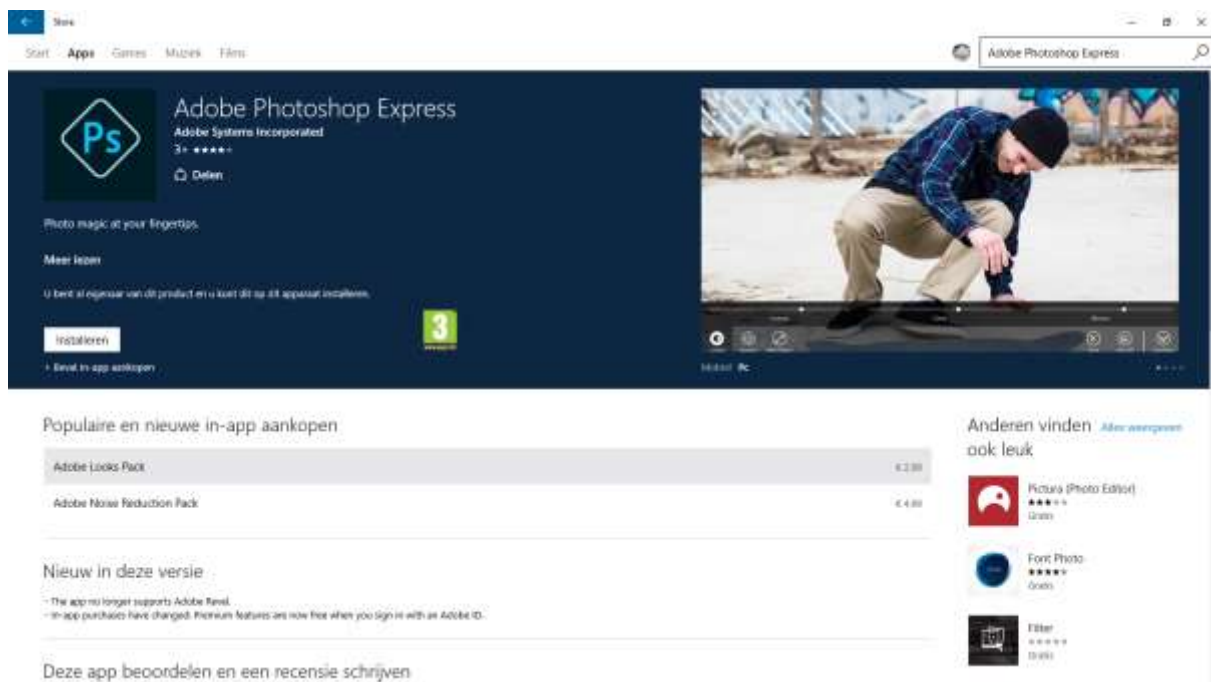 Store
Start Apps Games Muziek Films
Adobe Photoshop Express
Ps
Adobe Photoshop Express
Adobe Systems Incorporated
3+
Delen
Photo magic at your fingertips.
Meer lezen
U bent al eigenaar van dit product en u kunt dit op dit apparaat installeren.
3
Installeren
+ Bevat in-app aankopen
Mobiel Pc
Populaire en nieuwe in-app aankopen
Adobe Looks Pack
Adobe Noise Reduction Pack
Nieuw in deze versie
- The app no longer supports Adobe Revel.
- In-app purchases have changed. Premium features are now free when you sign in with an Adobe ID.
Deze app beoordelen en een recensie schrijven
Anderen vinden Alles weergeven
ook leuk
Pictura (Photo Editor)
Gratis
Font Photo
Gratis
Filter
Gratis